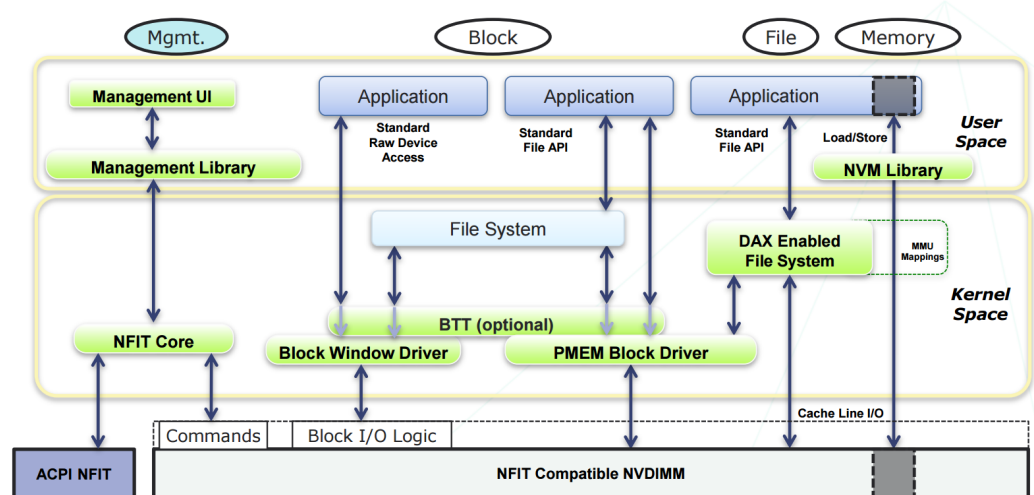 Mgmt.
Block
File
Memory
Management UI
Application
Application
Application
Standard
Raw Device
Access
Standard
File API
Standard
File API
Load/Store
User
Space
Management Library
NVM Library
File System
DAX Enabled
File System
MMU
Mappings
Kernel
Space
BTT (optional)
NFIT Core
Block Window Driver
PMEM Block Driver
Cache Line I/O
Commands
Block I/O Logic
ACPI NFIT
NFIT Compatible NVDIMM